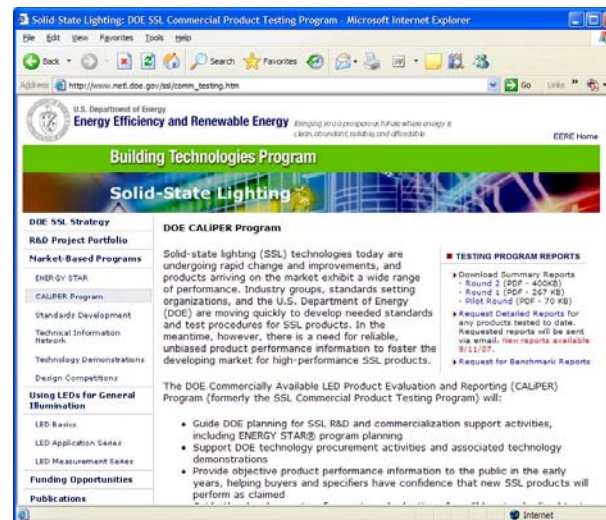 Solid-State Lighting: DOE SSL Commercial Product Testing Program - Microsoft Internet Explorer
File Edit View Favorites Tools Help
Back Search Favorites
Address http://www.netl.doe.gov/ssl/comm_testing.htm Go Links »
U.S. Department of Energy
Energy Efficiency and Renewable Energy
Bringing you a prosperous future where energy is
clean, abundant, reliable, and affordable
EERE Home
Building Technologies Program
Solid-State Lighting
DOE SSL Strategy
R&D Project Portfolio
Market-Based Programs
ENERGY STAR
CALiPER Program
Standards Development
Technical Information
Network
Technology Demonstrations
Design Competitions
Using LEDs for General
Illumination
LED Basics
LED Application Series
LED Measurement Series
Funding Opportunities
Publications
DOE CALiPER Program
Solid-state lighting (SSL) technologies today are
undergoing rapid change and improvements, and
products arriving on the market exhibit a wide range
of performance. Industry groups, standards setting
organizations, and the U.S. Department of Energy
(DOE) are moving quickly to develop needed standards
and test procedures for SSL products. In the
meantime, however, there is a need for reliable,
unbiased product performance information to foster the
developing market for high-performance SSL products.
TESTING PROGRAM REPORTS
Download Summary Reports
- Round 2 (PDF - 400KB)
- Round 1 (PDF - 267 KB)
- Pilot Round (PDF - 70 KB)
Request Detailed Reports for
any products tested to date.
Requested reports will be sent
via email. New reports available
9/11/07.
Request for Benchmark Reports
The DOE Commercially Available LED Product Evaluation and Reporting (CALiPER)
Program (formerly the SSL Commercial Product Testing Program) will:
• Guide DOE planning for SSL R&D and commercialization support activities,
including ENERGY STAR® program planning
• Support DOE technology procurement activities and associated technology
demonstrations
• Provide objective product performance information to the public in the early
years, helping buyers and specifiers have confidence that new SSL products will
perform as claimed
Internet